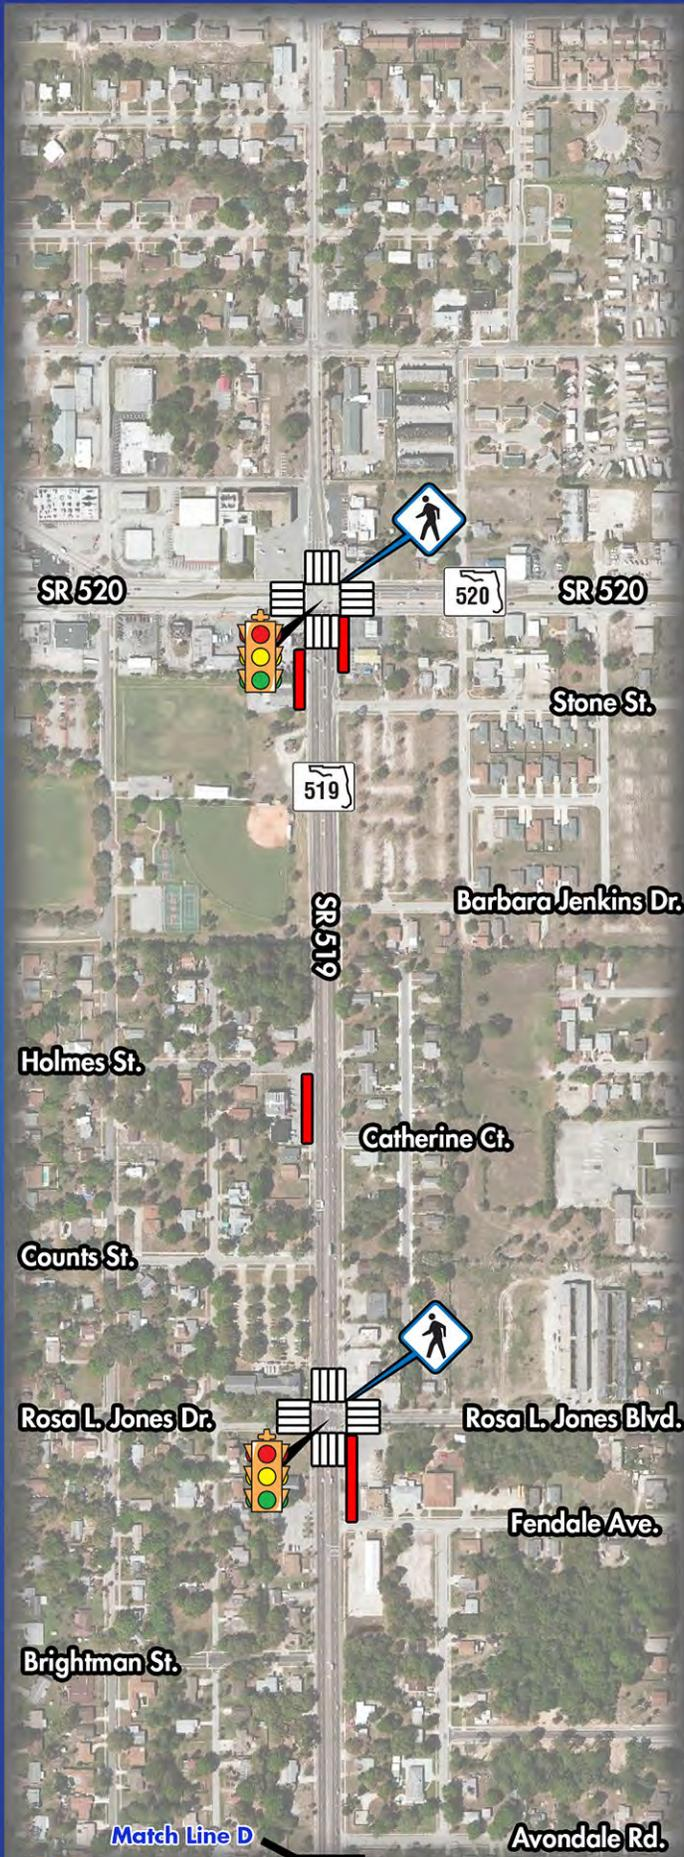 SR 520
520
SR 520
Stone St.
519
Barbara Jenkins Dr.
SR 519
Holmes St.
Catherine Ct.
Counts St.
Rosa L. Jones Dr.
Rosa L. Jones Blvd.
Fendale Ave.
Brightman St.
Match Line D
Avondale Rd.